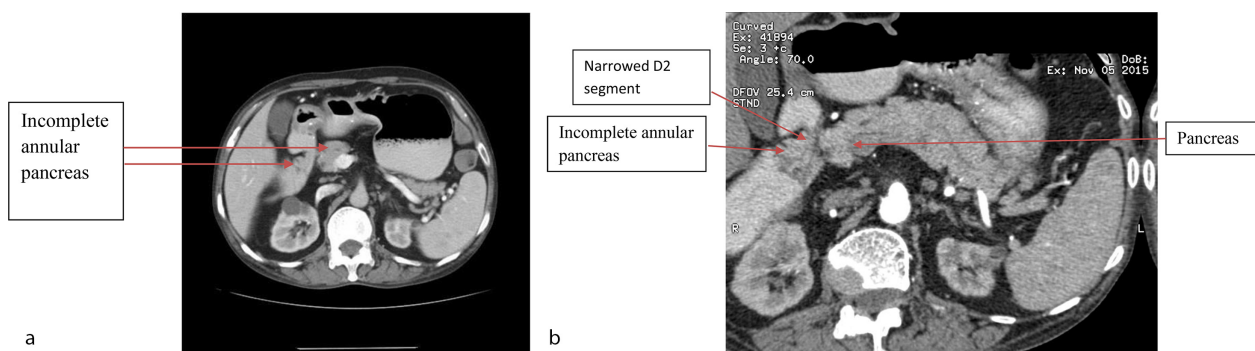 Incomplete
annular
pancreas
a
Narrowed D2
segment
Incomplete annular
pancreas
Curved
Ex: 41894
Se: 3 +c
Angle: 70.0
DFOV 25.4 cm
STND
DoB:
Ex: Nov 05 2015
Pancreas
R
L
b